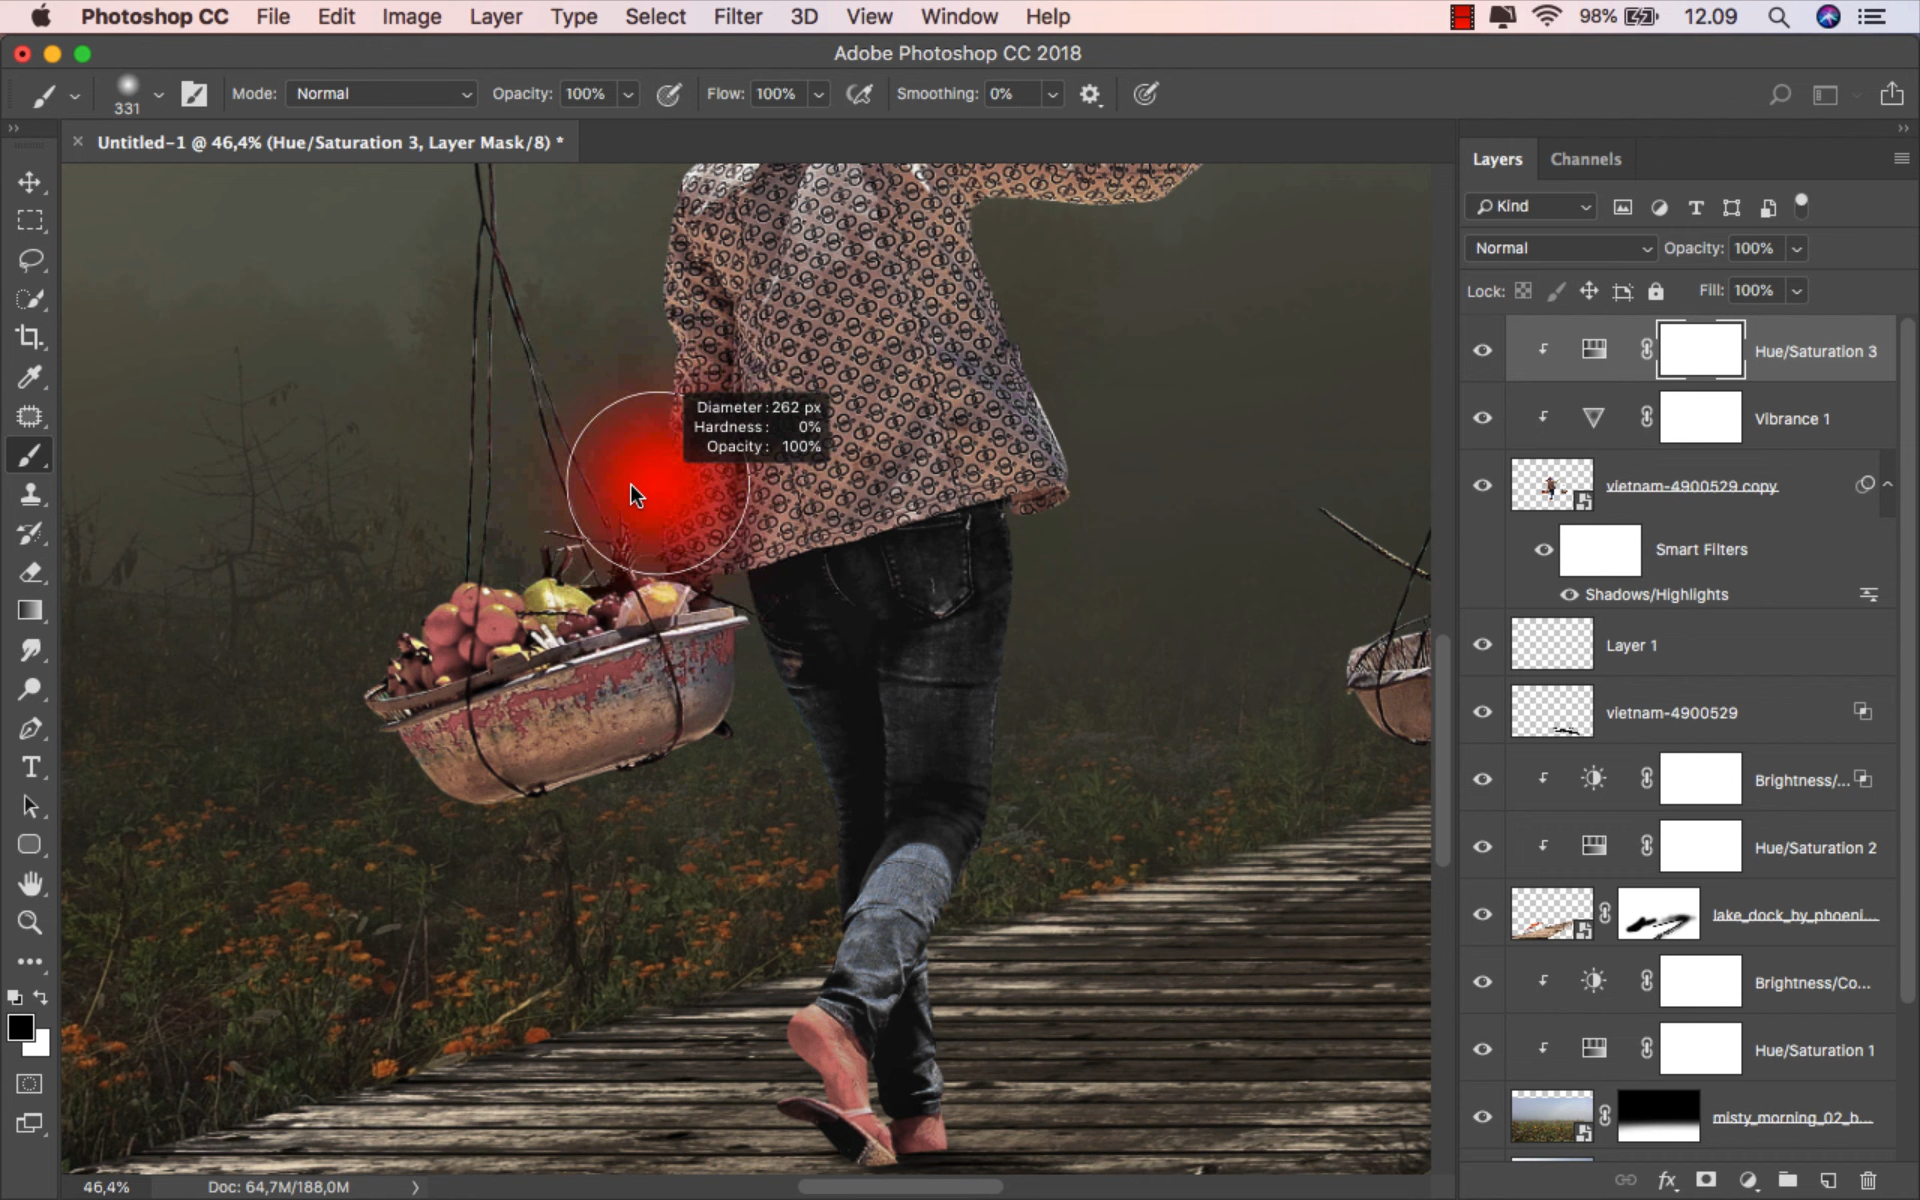 Photoshop CC File Edit Image Layer Type Select Filter 3D View Window Help 98% 12.09
Adobe Photoshop CC 2018
331 Mode: Normal Opacity: 100% Flow: 100% Smoothing: 0%
Untitled-1 @ 46,4% (Hue/Saturation 3, Layer Mask/8) *
Layers Channels
Kind
Normal Opacity: 100%
Lock: Fill: 100%
Hue/Saturation 3
Diameter: 262 px
Hardness: 0%
Opacity: 100%
Vibrance 1
vietnam-4900529 copy
Smart Filters
Shadows/Highlights
Layer 1
vietnam-4900529
Brightness/...
Hue/Saturation 2
lake_dock_by_phoeni...
Brightness/Co...
Hue/Saturation 1
misty_morning_02_b...
46,4% Doc: 64,7M/188,0M
fx